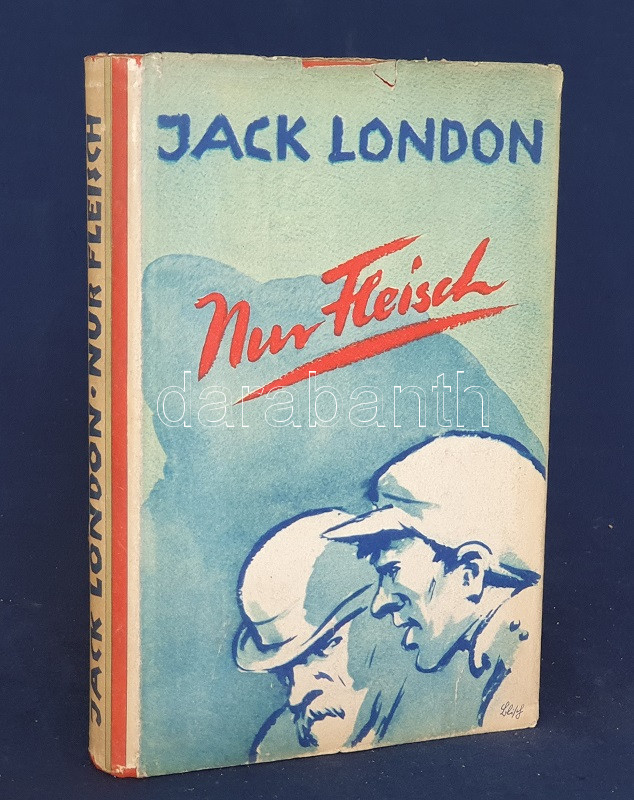 JACK LONDON
Nur Fleisch
darabanth
JACK LONDON · NUR FLEISCH